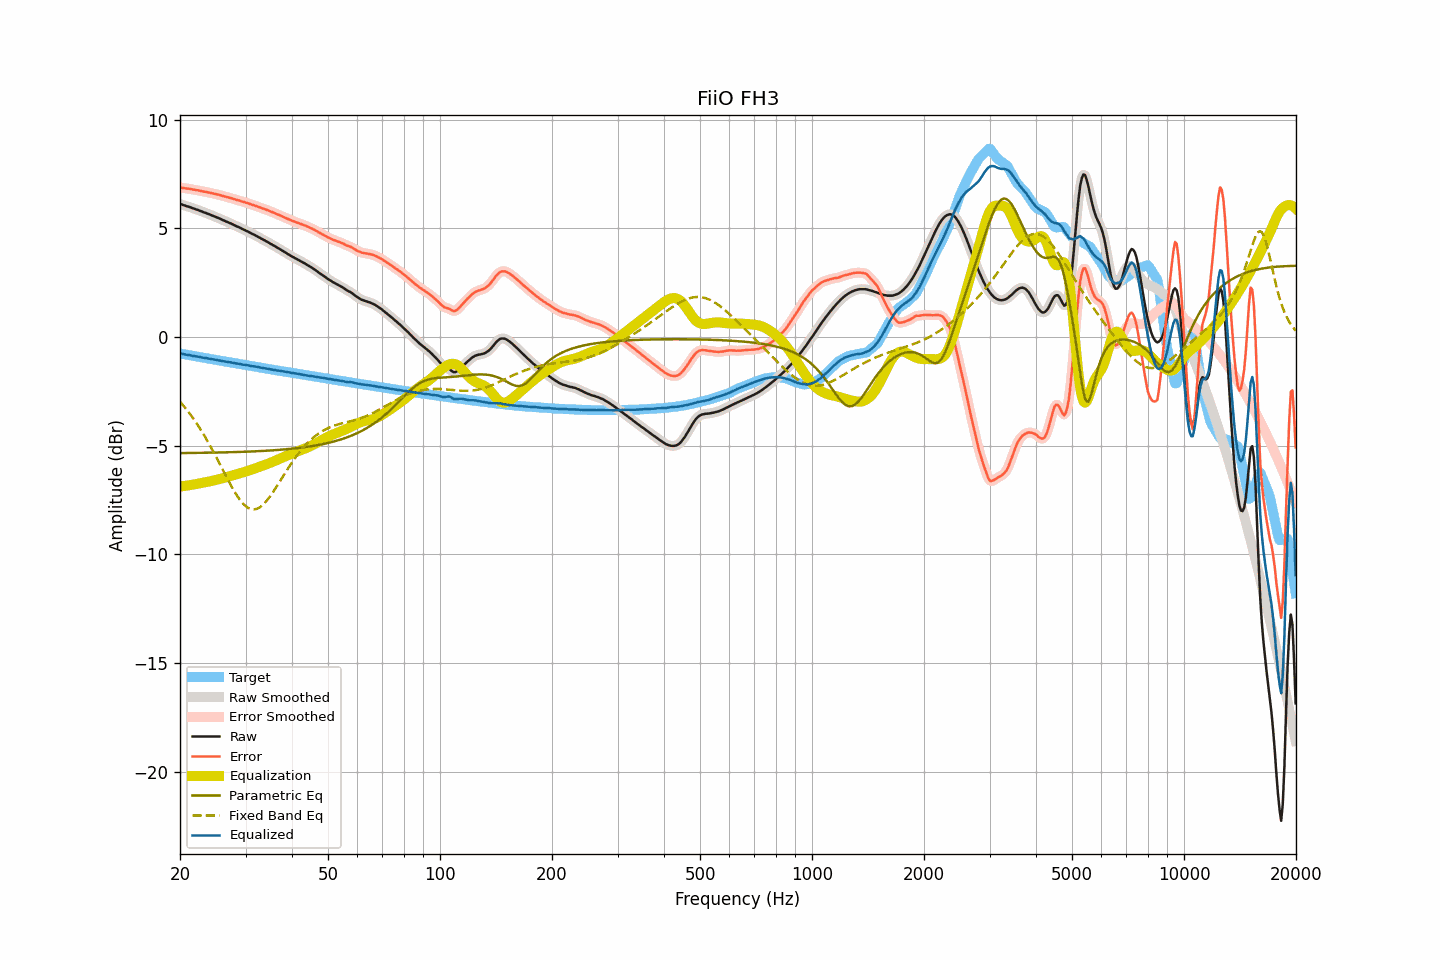 FiiO FH3
10
5
0
−5
−10
−15
−20
Amplitude (dBr)
Target
Raw Smoothed
Error Smoothed
Raw
Error
Equalization
Parametric Eq
Fixed Band Eq
Equalized
20 50 100 200 500 1000 2000 5000 10000 20000
Frequency (Hz)